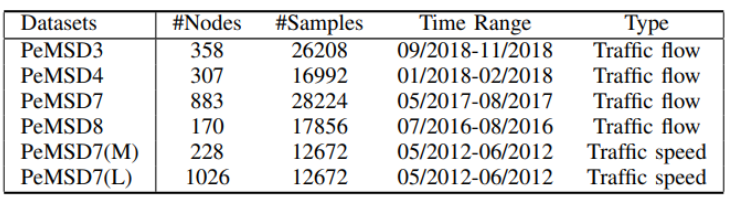 Datasets #Nodes #Samples Time Range Type
PeMSD3 358 26208 09/2018-11/2018 Traffic flow
PeMSD4 307 16992 01/2018-02/2018 Traffic flow
PeMSD7 883 28224 05/2017-08/2017 Traffic flow
PeMSD8 170 17856 07/2016-08/2016 Traffic flow
PeMSD7(M) 228 12672 05/2012-06/2012 Traffic speed
PeMSD7(L) 1026 12672 05/2012-06/2012 Traffic speed